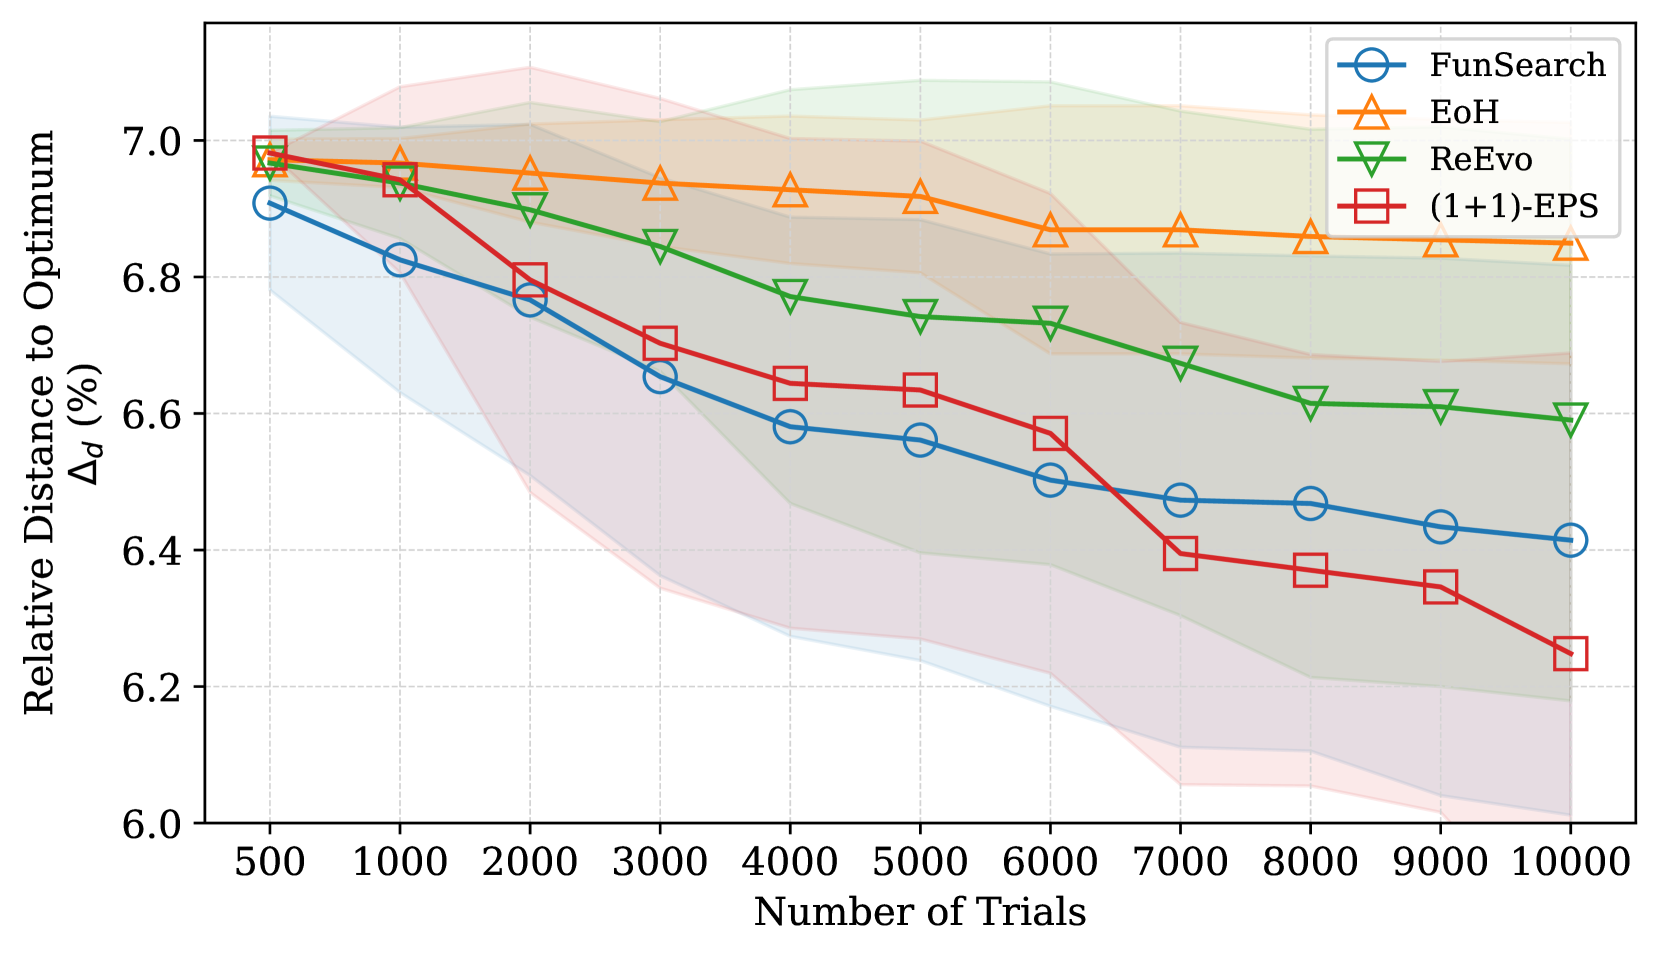 Relative Distance to Optimum
Δd (%)
7.0
6.8
6.6
6.4
6.2
6.0
500 1000 2000 3000 4000 5000 6000 7000 8000 9000 10000
Number of Trials
FunSearch
EoH
ReEvo
(1+1)-EPS